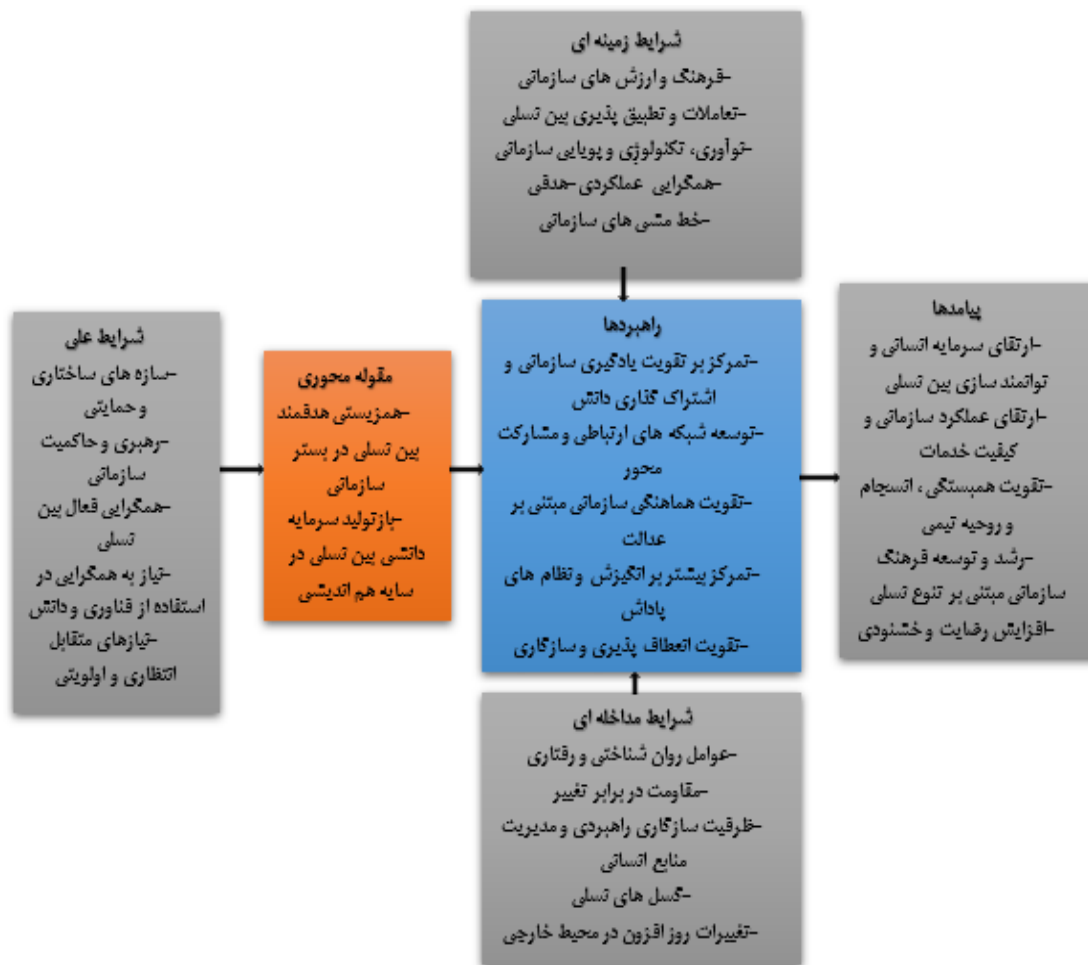 شرایط زمینه ای
-فرهنگ و ارزش های سازمانی
-تعاملات و تطبیق پذیری بین نسلی
-نوآوری، تکنولوژی و پویایی سازمانی
-همگرایی عملکردی-هدفی
-خط مشی های سازمانی
شرایط علی
-سازه های ساختاری
و حمایتی
-رهبری و حاکمیت
سازمانی
-همگرایی فعال بین
نسلی
-نیاز به همگرایی در
استفاده از فناوری و دانش
-نیازهای متقابل
انتظاری و اولویتی
مقوله محوری
-همزیستی هدفمند
بین نسلی در بستر
سازمانی
-بازتولید سرمایه
دانشی بین نسلی در
سایه هم اندیشی
راهبردها
-تمرکز بر تقویت یادگیری سازمانی و
اشتراک گذاری دانش
-توسعه شبکه های ارتباطی و مشارکت
محور
-تقویت هماهنگی سازمانی مبتنی بر
عدالت
-تمرکز بیشتر بر انگیزش و نظام های
پاداش
-تقویت انعطاف پذیری و سازگاری
پیامدها
-ارتقای سرمایه انسانی و
توانمند سازی بین نسلی
-ارتقای عملکرد سازمانی و
کیفیت خدمات
-تقویت همبستگی، انسجام
و روحیه تیمی
-رشد و توسعه فرهنگ
سازمانی مبتنی بر تنوع نسلی
-افزایش رضایت و خشنودی
شرایط مداخله ای
-عوامل روان شناختی و رفتاری
-مقاومت در برابر تغییر
-ظرفیت سازگاری راهبردی و مدیریت
منابع انسانی
-گسل های نسلی
-تغییرات روز افزون در محیط خارجی